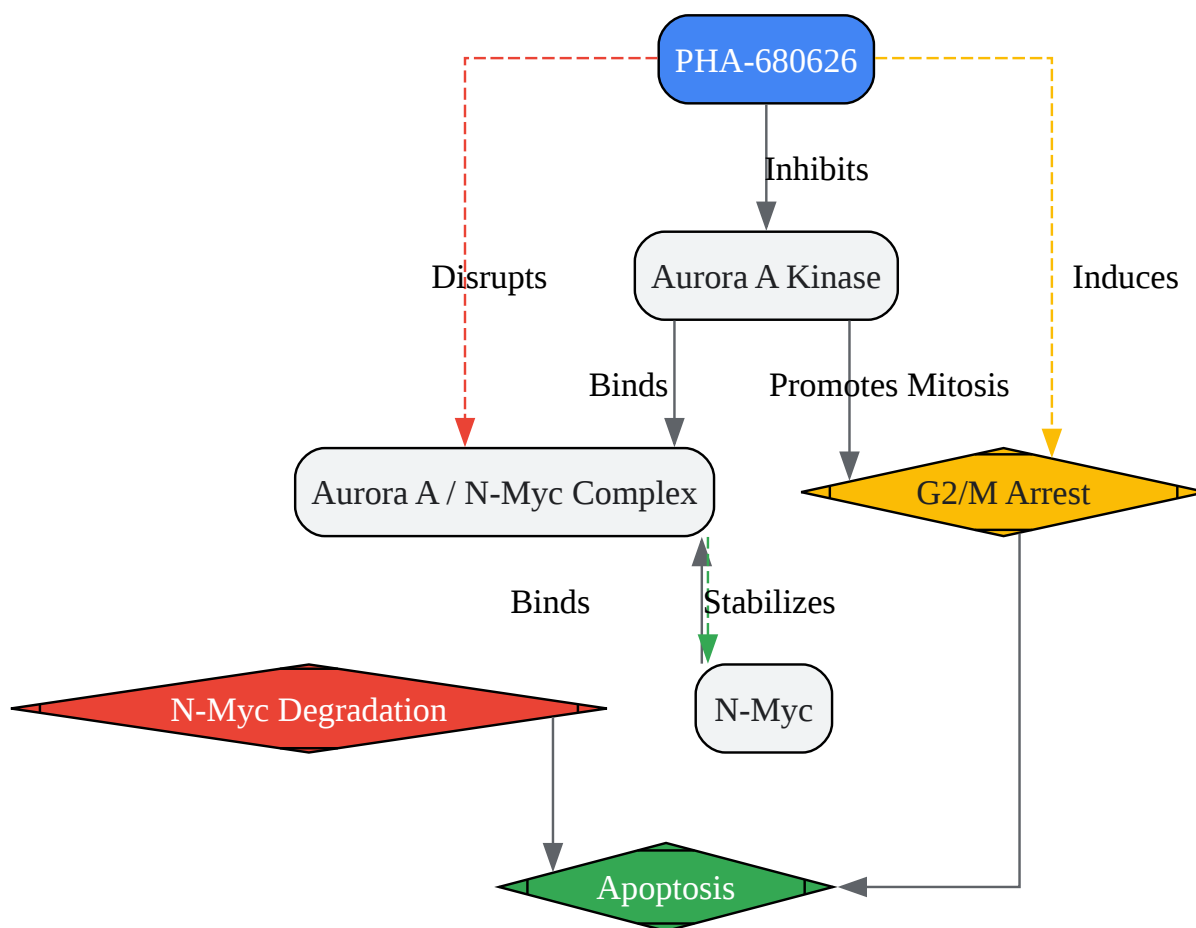 PHA-680626
Inhibits
Disrupts
Aurora A Kinase
Induces
Binds
Promotes Mitosis
Aurora A / N-Myc Complex
G2/M Arrest
Binds
Stabilizes
N-Myc Degradation
N-Myc
Apoptosis